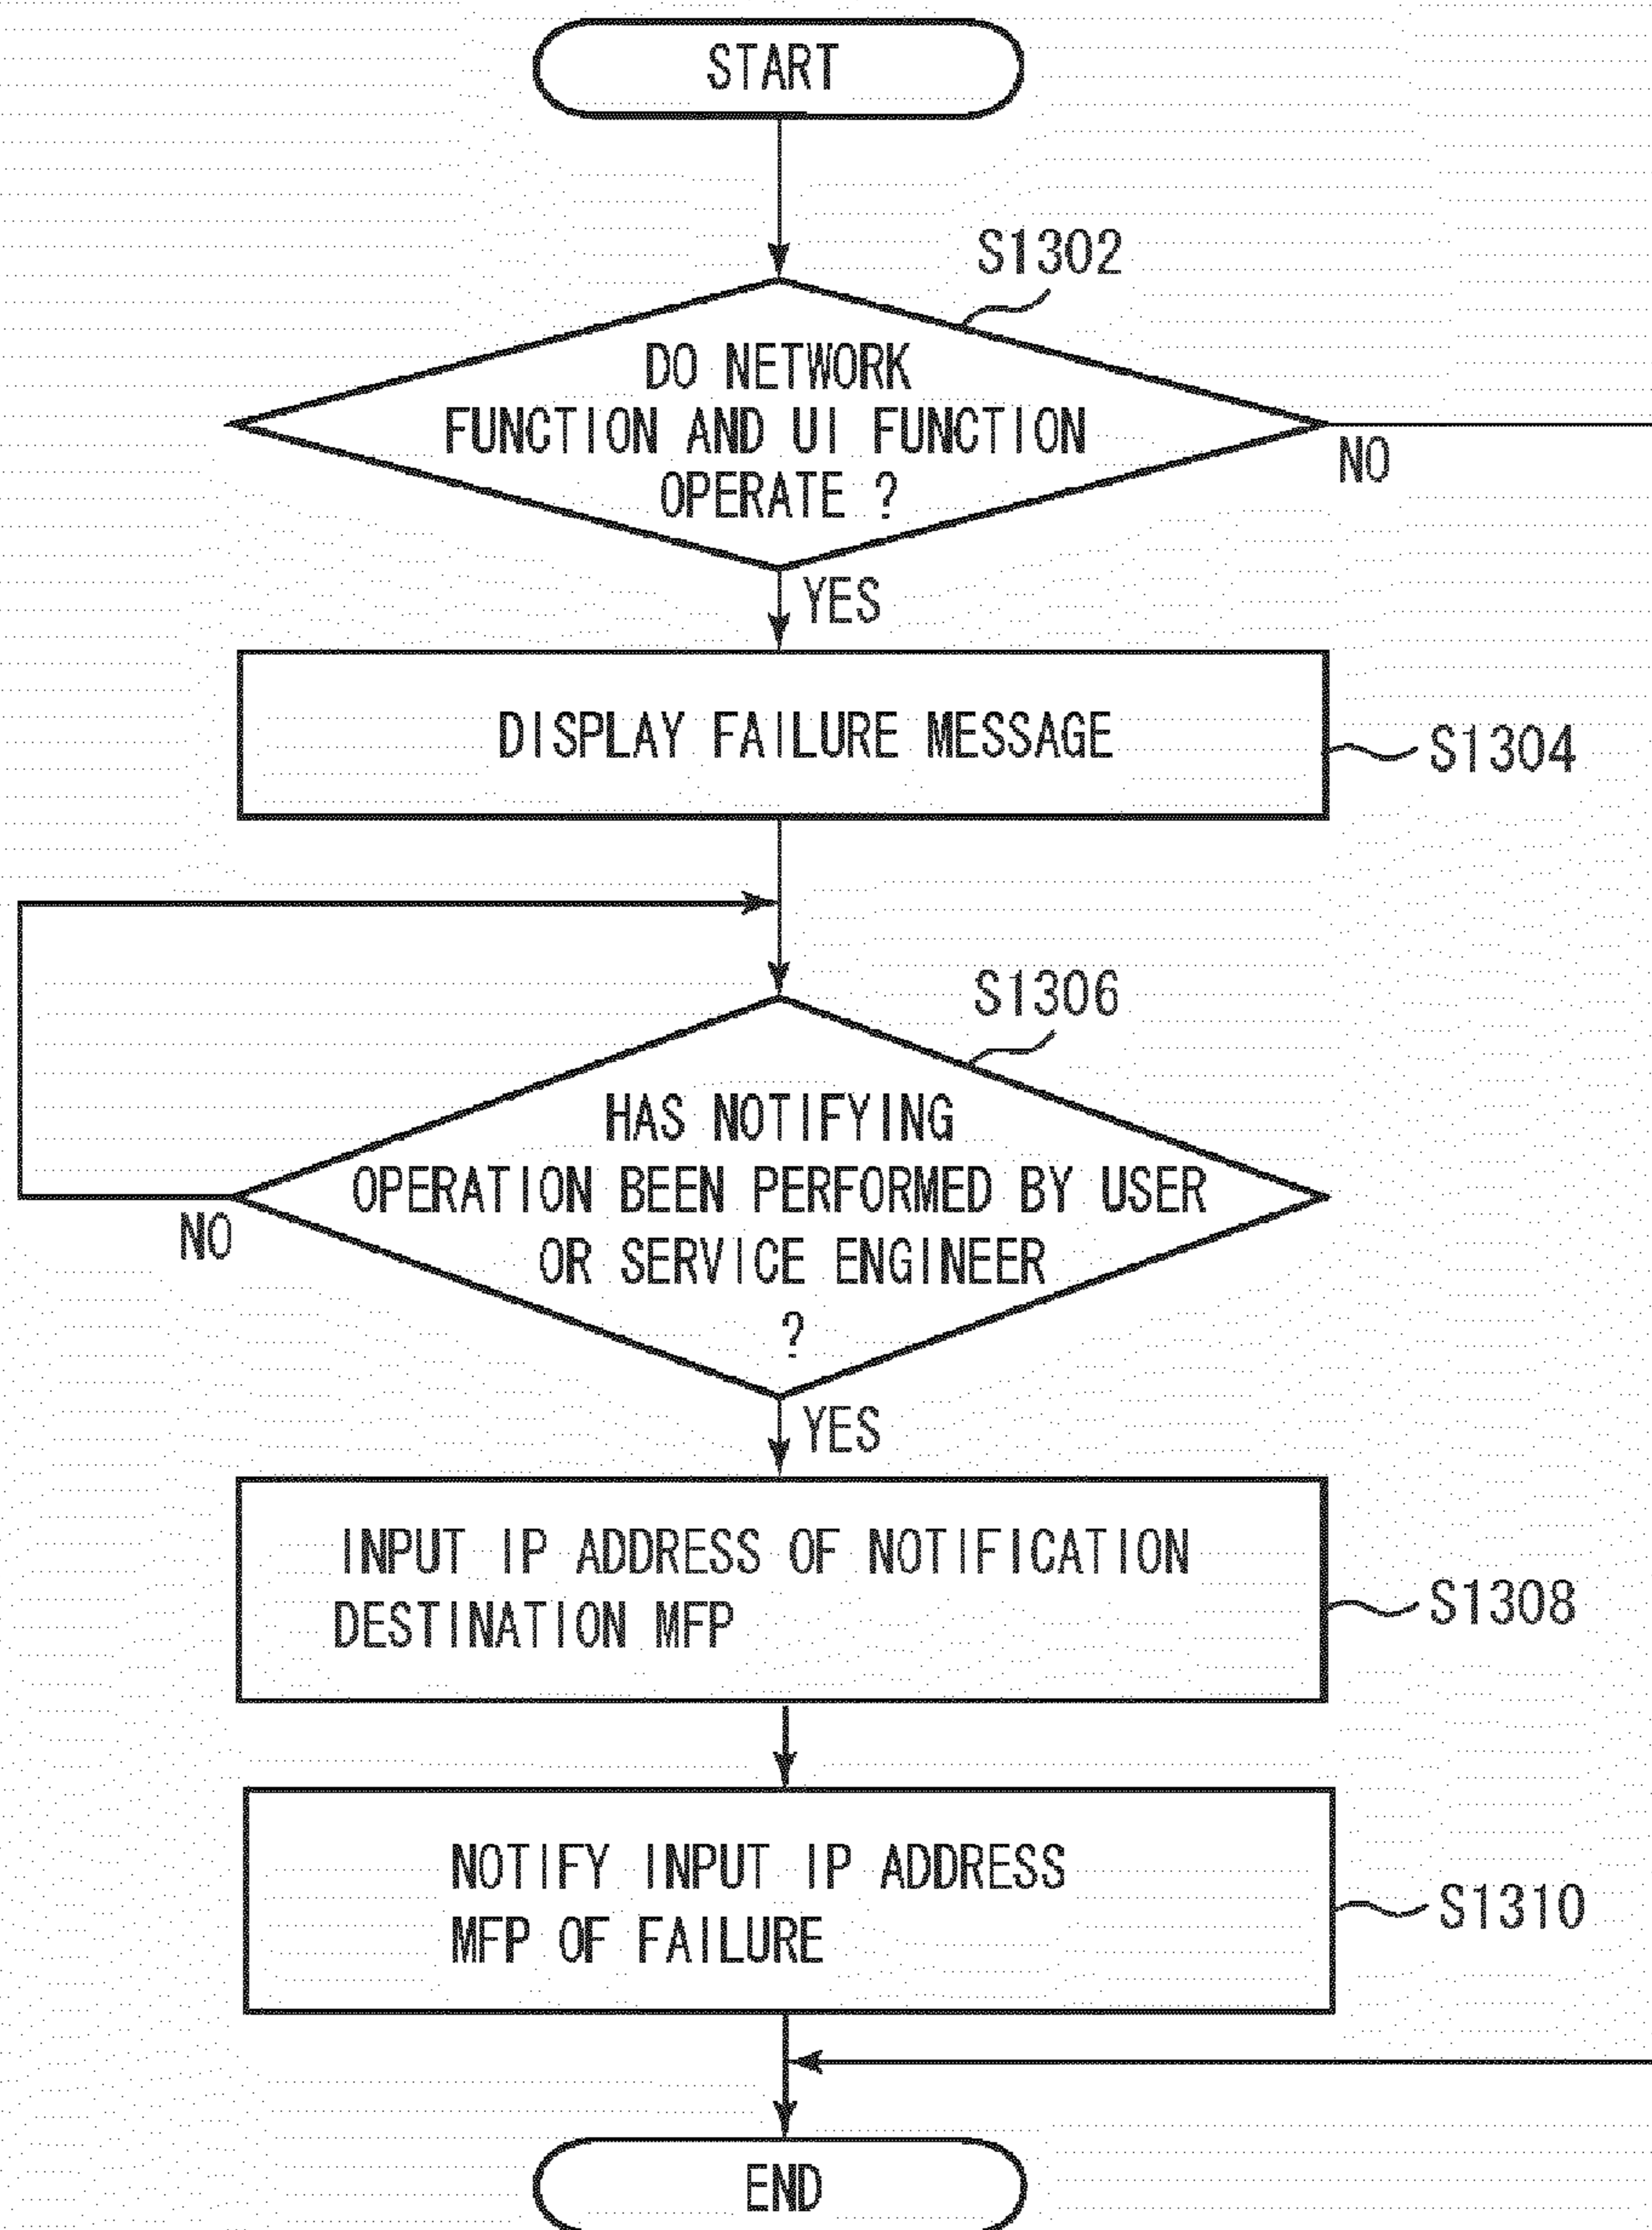 START
S1302
DO NETWORK
FUNCTION AND UI FUNCTION
OPERATE ?
NO
YES
DISPLAY FAILURE MESSAGE
S1304
S1306
HAS NOTIFYING
OPERATION BEEN PERFORMED BY USER
OR SERVICE ENGINEER
?
NO
YES
INPUT IP ADDRESS OF NOTIFICATION
DESTINATION MFP
S1308
NOTIFY INPUT IP ADDRESS
MFP OF FAILURE
S1310
END